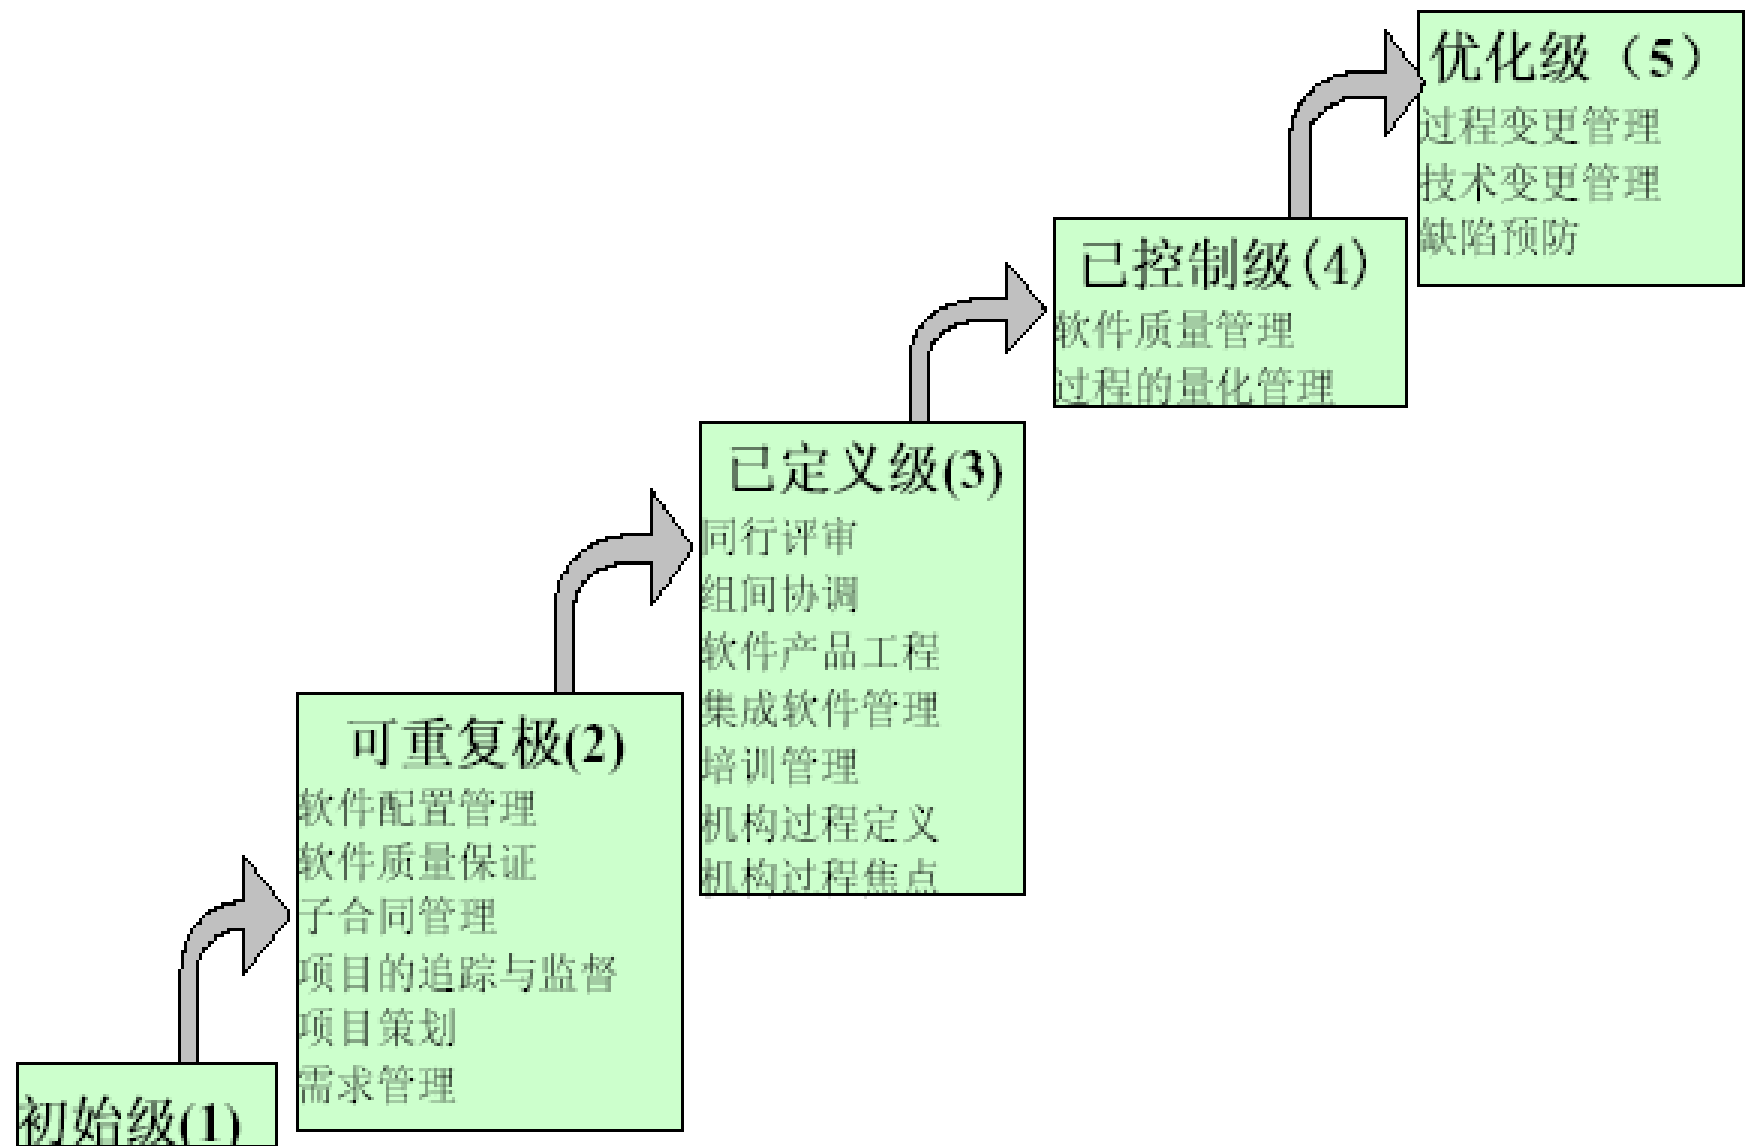 优化级（5）
过程变更管理
技术变更管理
缺陷预防
已控制级(4)
软件质量管理
过程的量化管理
已定义级(3)
同行评审
组间协调
软件产品工程
集成软件管理
培训管理
机构过程定义
机构过程焦点
可重复极(2)
软件配置管理
软件质量保证
子合同管理
项目的追踪与监督
项目策划
需求管理
初始级(1)